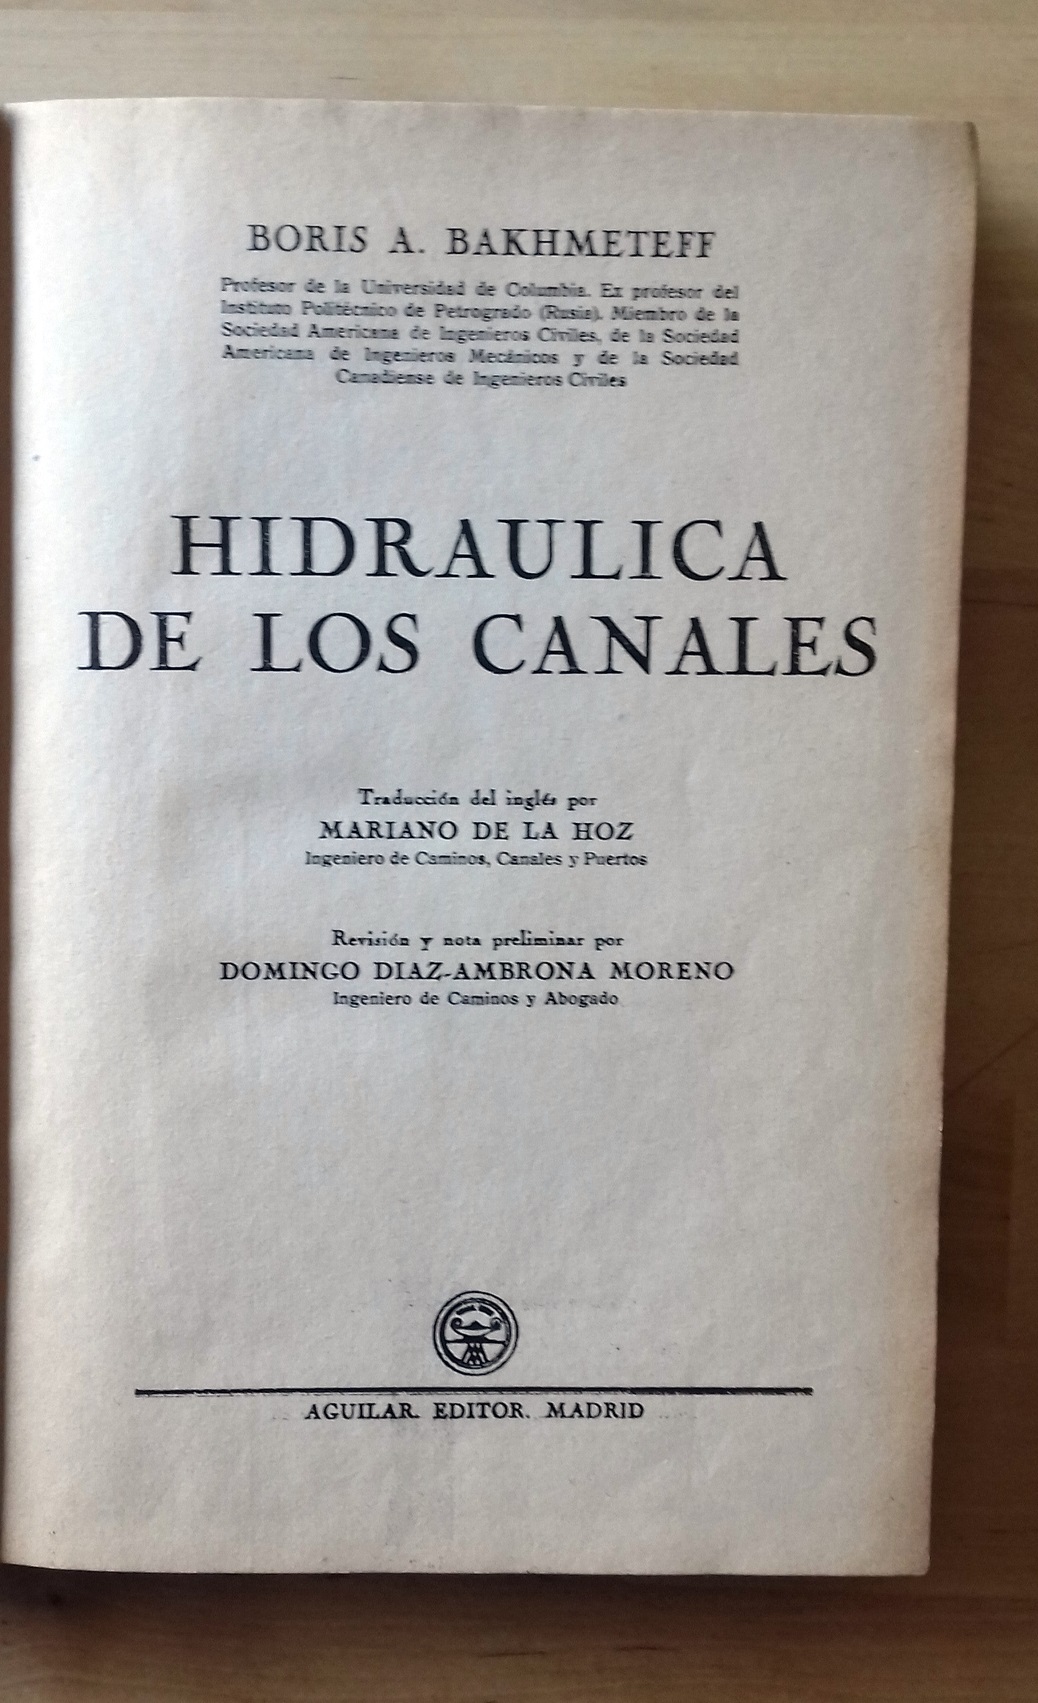 BORIS A. BAKHMETEFF
Profesor de la Universidad de Columbia. Ex profesor del
Instituto Politécnico de Petrogrado (Rusia). Miembro de la
Sociedad Americana de Ingenieros Civiles, de la Sociedad
Americana de Ingenieros Mecánicos y de la Sociedad
Canadiense de Ingenieros Civiles
HIDRAULICA
DE LOS CANALES
Traducción del inglés por
MARIANO DE LA HOZ
Ingeniero de Caminos, Canales y Puertos
Revisión y nota preliminar por
DOMINGO DIAZ-AMBRONA MORENO
Ingeniero de Caminos y Abogado
AGUILAR. EDITOR. MADRID